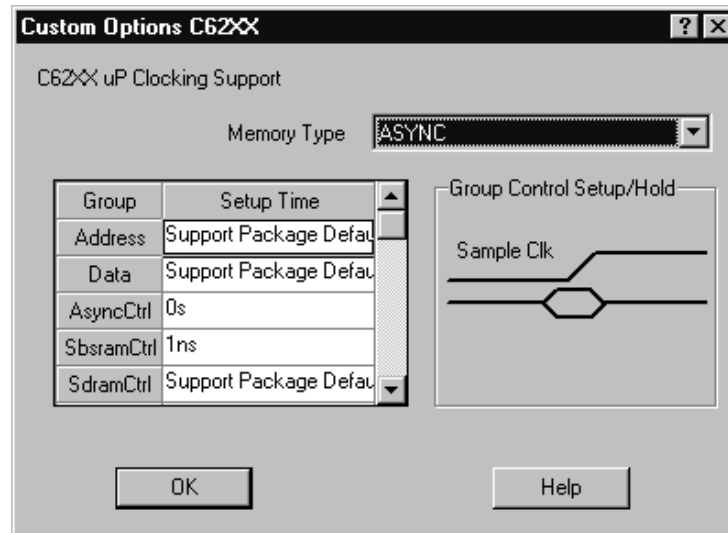 Custom Options C62XX
C62XX uP Clocking Support
Memory Type ASYNC
Group Setup Time
Address Support Package Defau
Data Support Package Defau
AsyncCtrl 0s
SbsramCtrl 1ns
SdramCtrl Support Package Defau
Group Control Setup/Hold
Sample Clk
OK
Help